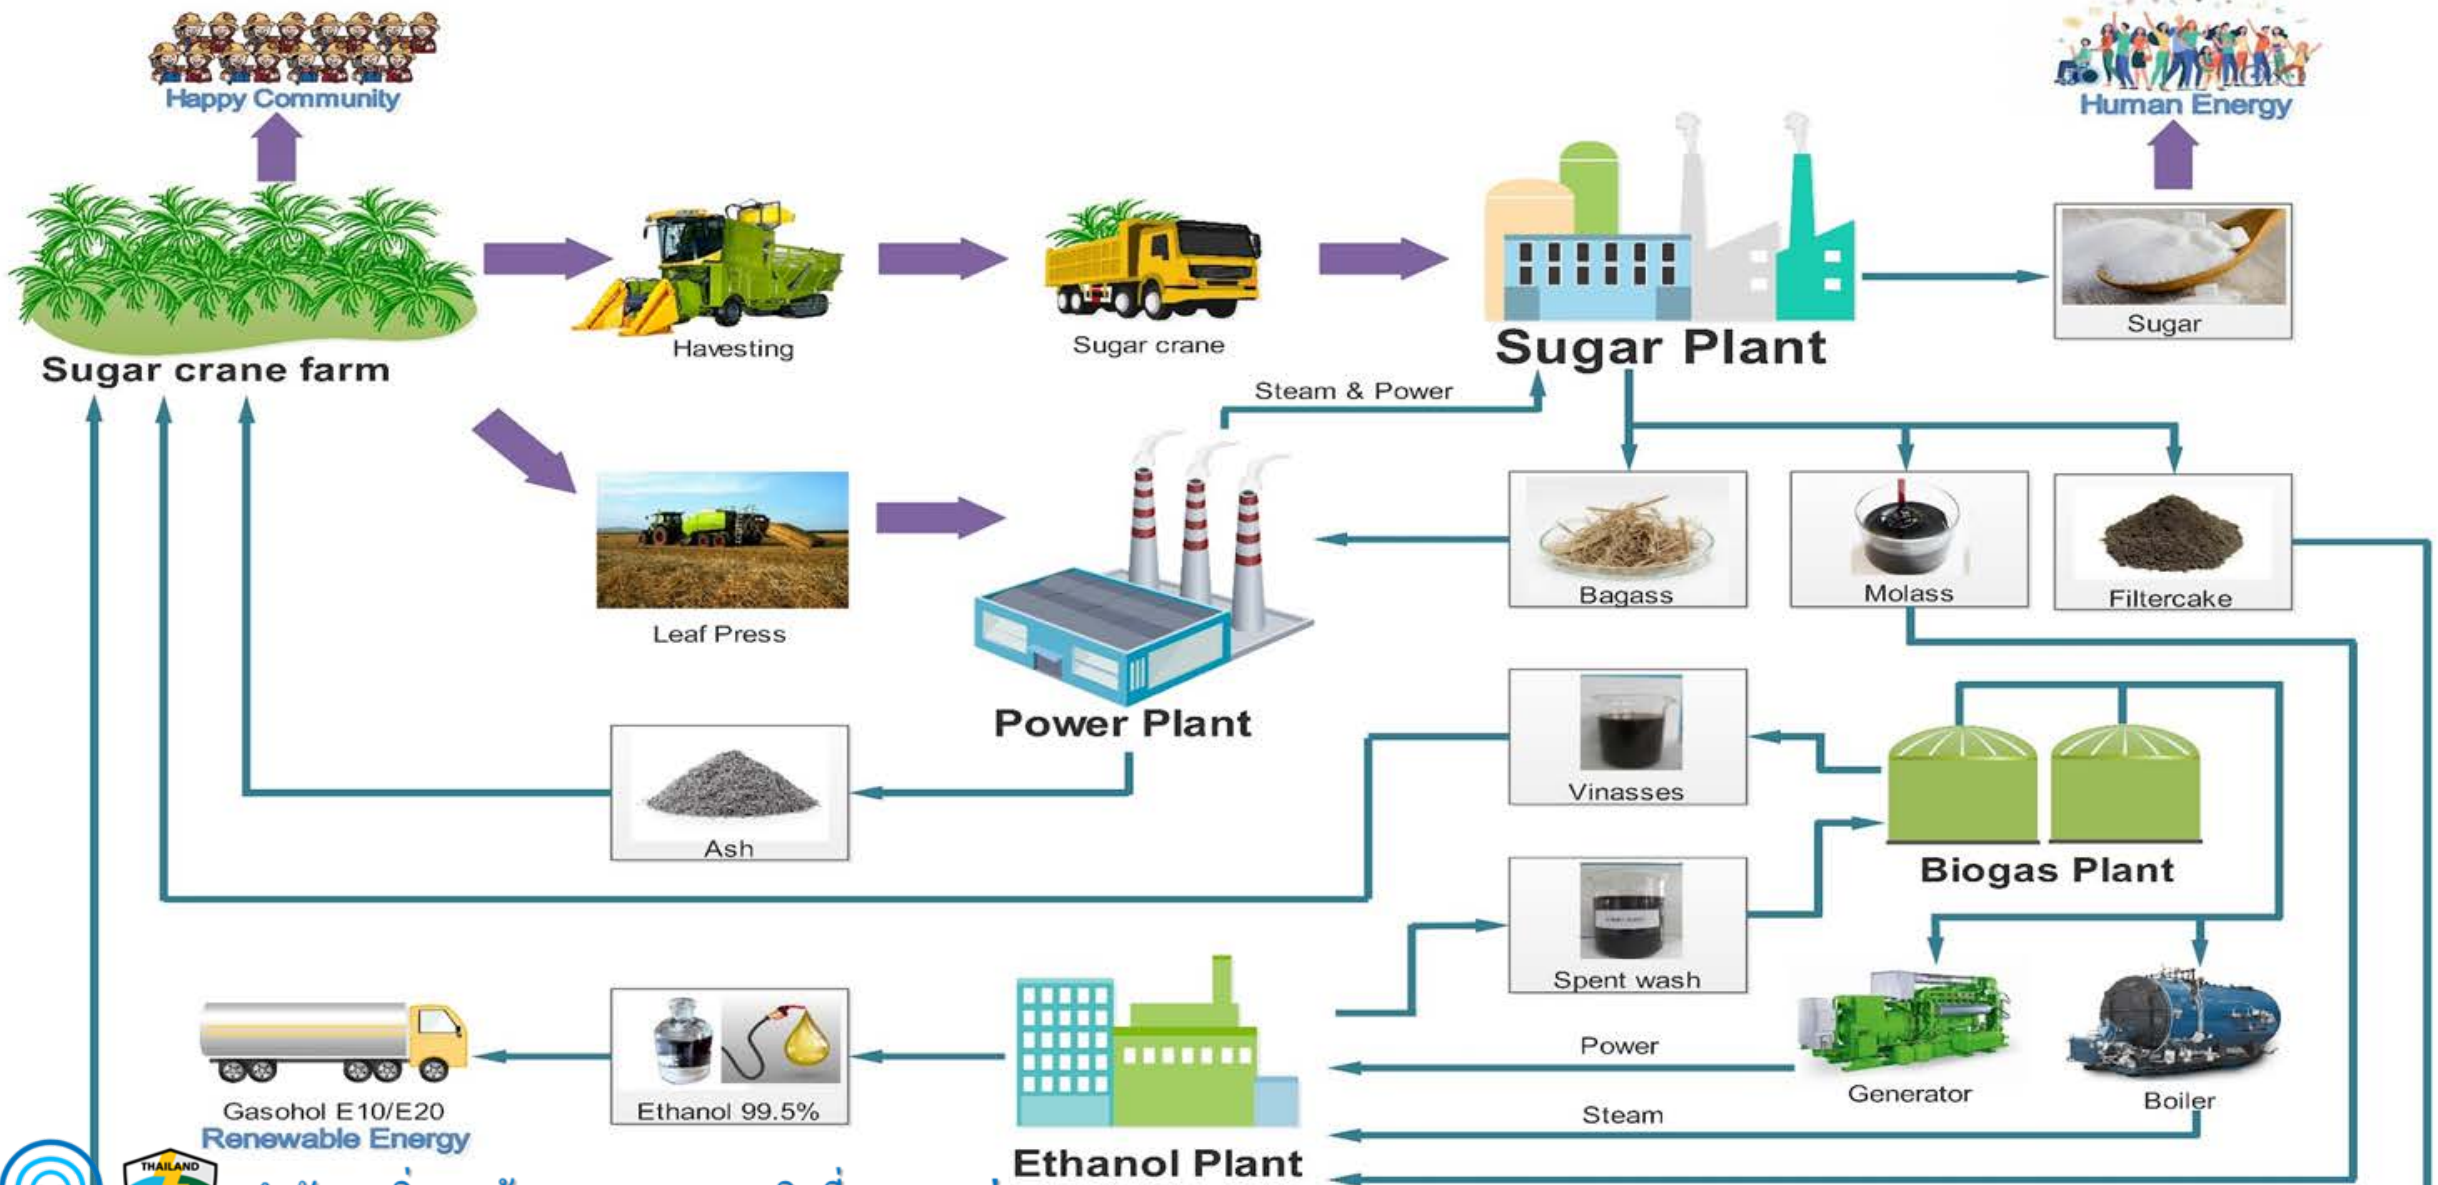 Happy Community
Human Energy
Sugar crane farm
Havesting
Sugar crane
Sugar Plant
Sugar
Steam & Power
Leaf Press
Power Plant
Bagass
Molass
Filtercake
Ash
Vinasses
Biogas Plant
Spent wash
Gasohol E10/E20
Renewable Energy
Ethanol 99.5%
Ethanol Plant
Power
Generator
Steam
Boiler
THAILAND